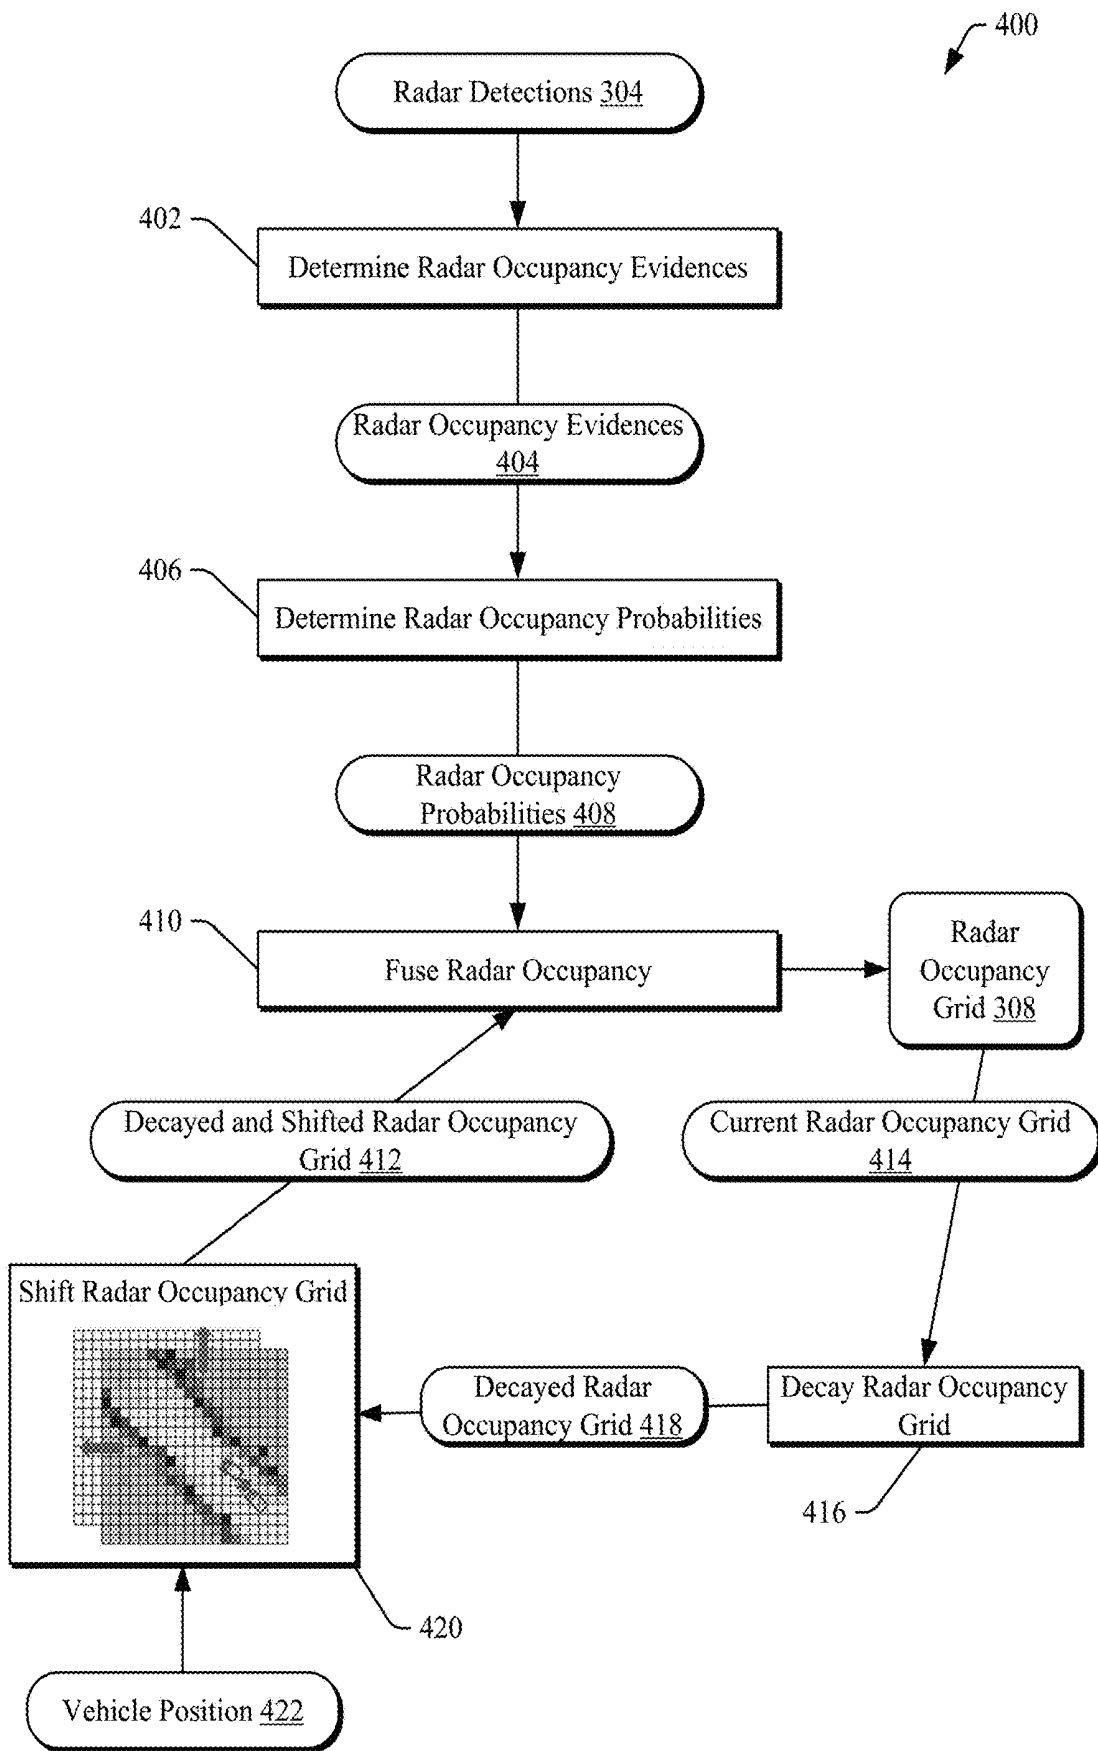 400
Radar Detections 304
402
Determine Radar Occupancy Evidences
Radar Occupancy Evidences
404
406
Determine Radar Occupancy Probabilities
Radar Occupancy
Probabilities 408
410
Fuse Radar Occupancy
Radar
Occupancy
Grid 308
Decayed and Shifted Radar Occupancy
Grid 412
Current Radar Occupancy Grid
414
Shift Radar Occupancy Grid
Decayed Radar
Occupancy Grid 418
Decay Radar Occupancy
Grid
416
420
Vehicle Position 422